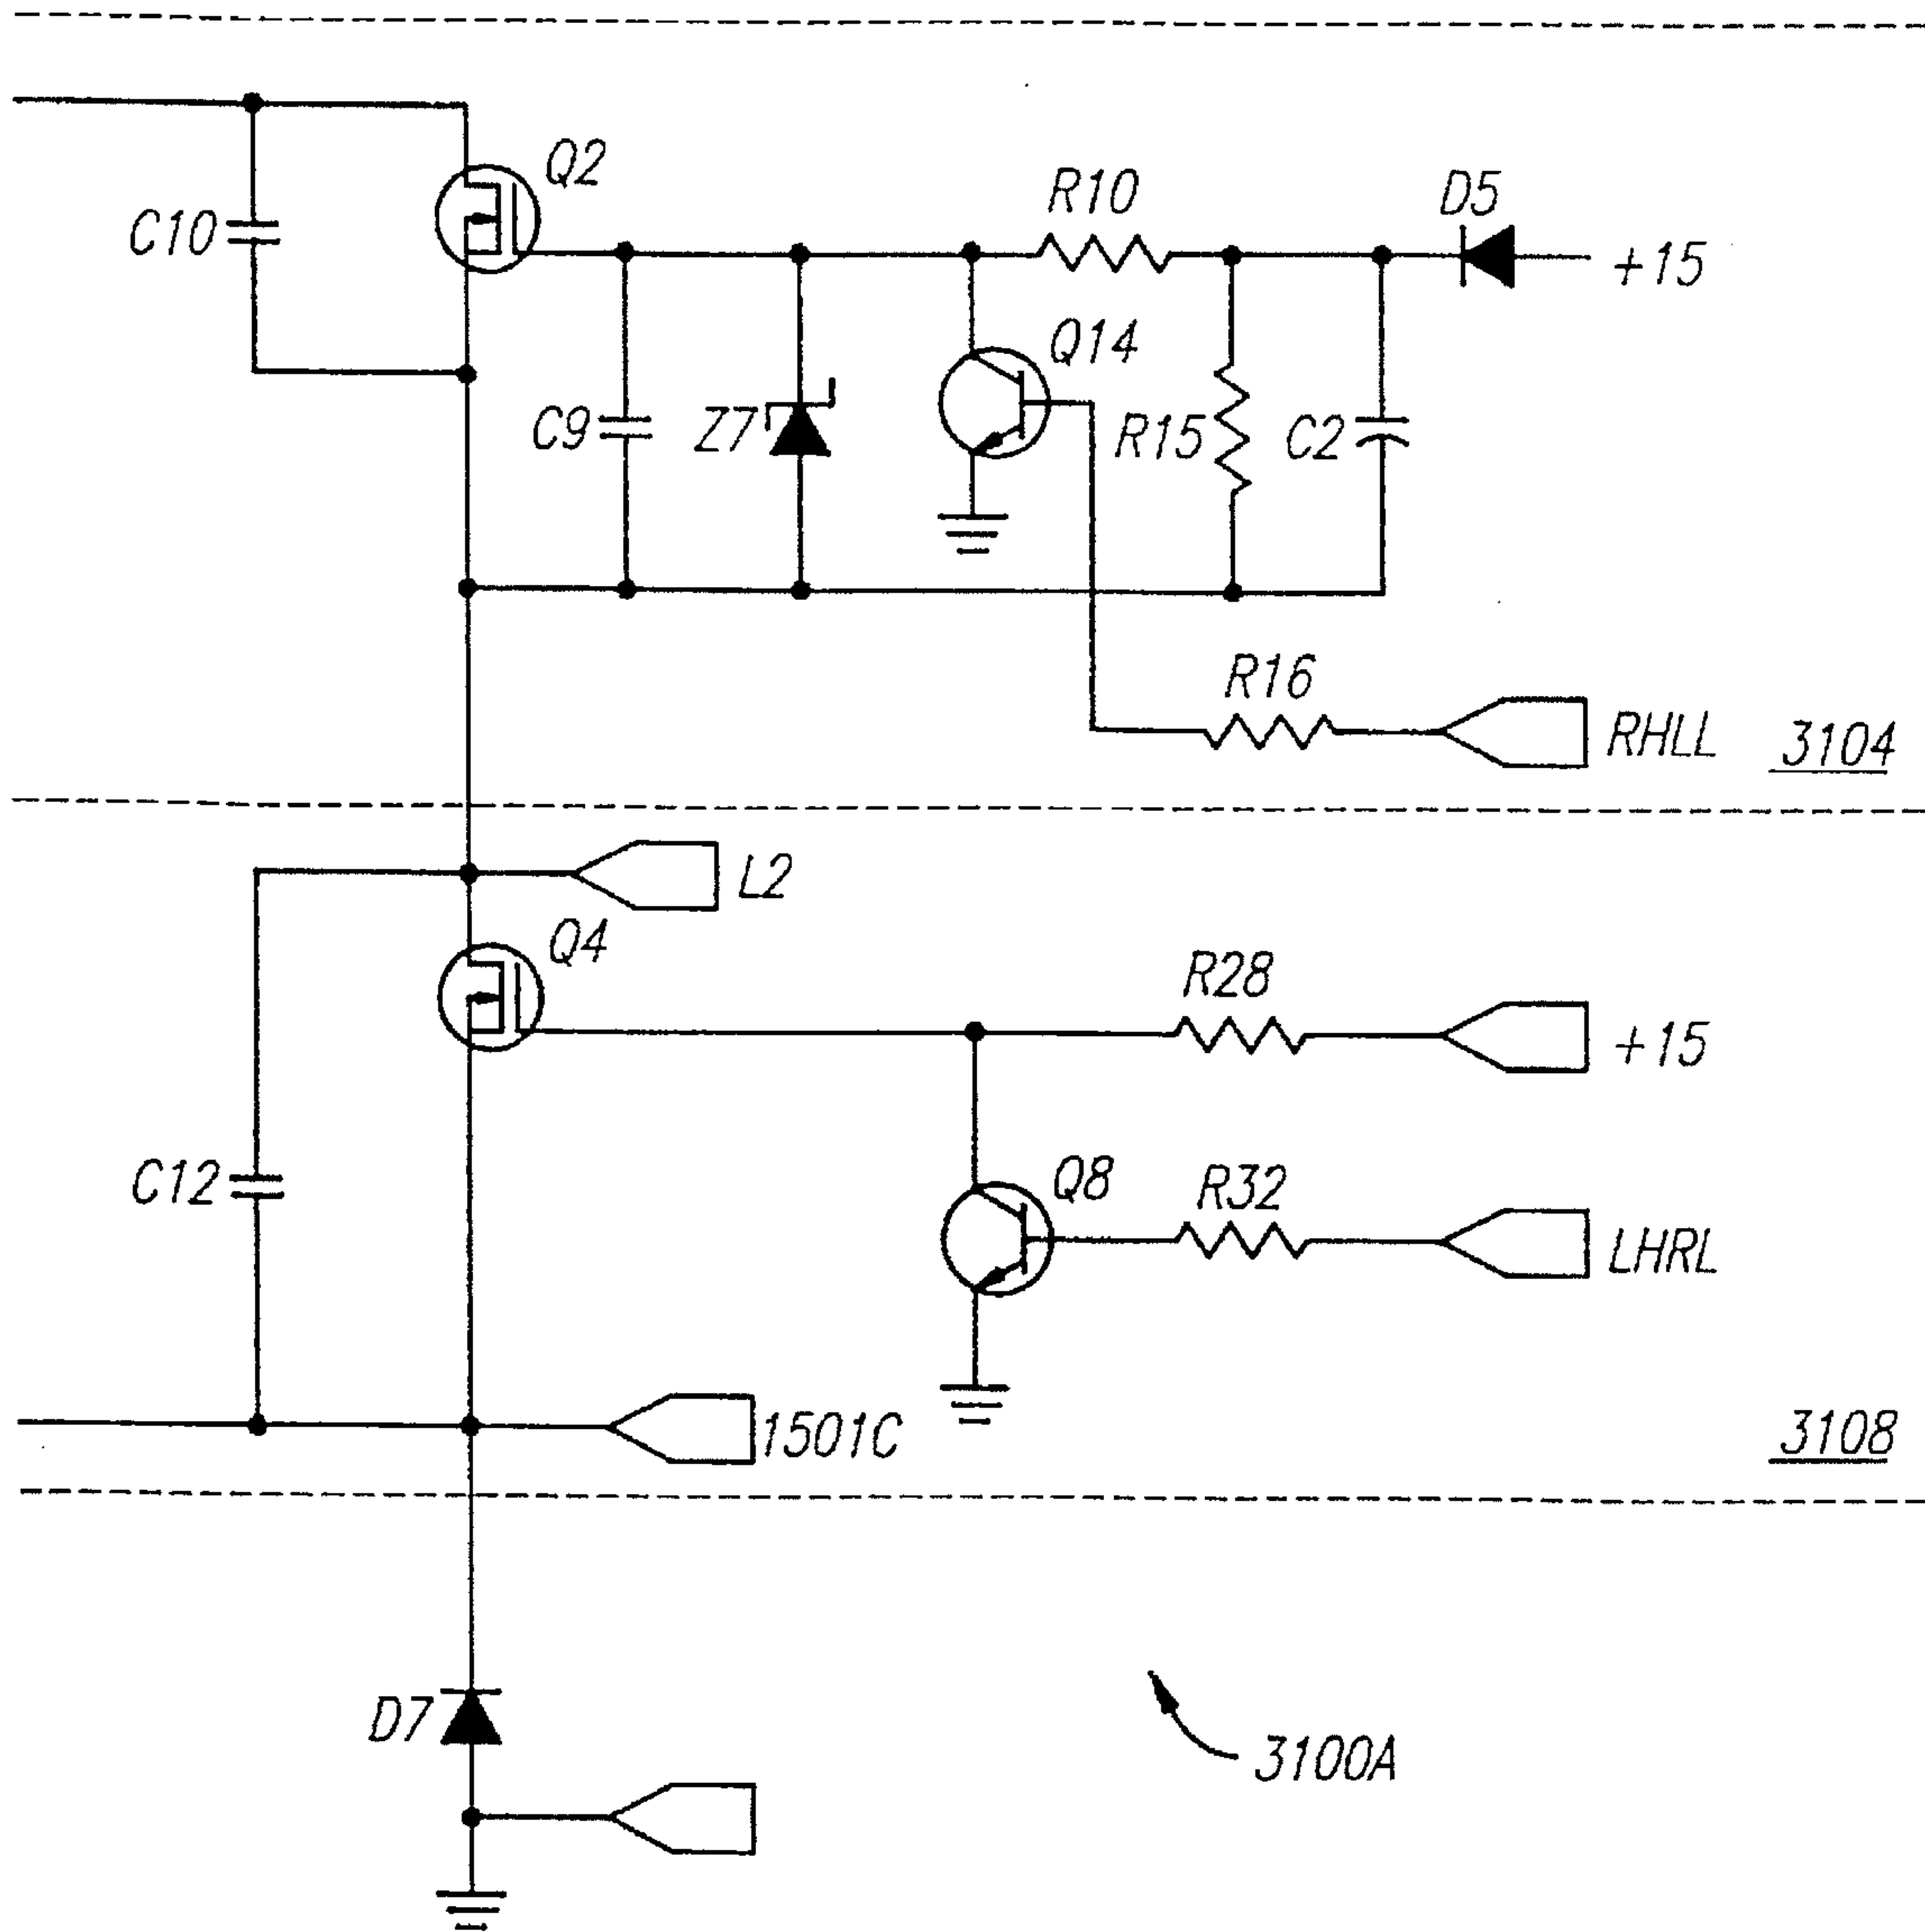 Q2
R10
D5
C10
+15
Q14
C9
Z7
R15
C2
R16
RHLL
3104
L2
Q4
R28
+15
C12
Q8
R32
LHRL
1501C
3108
D7
3100A